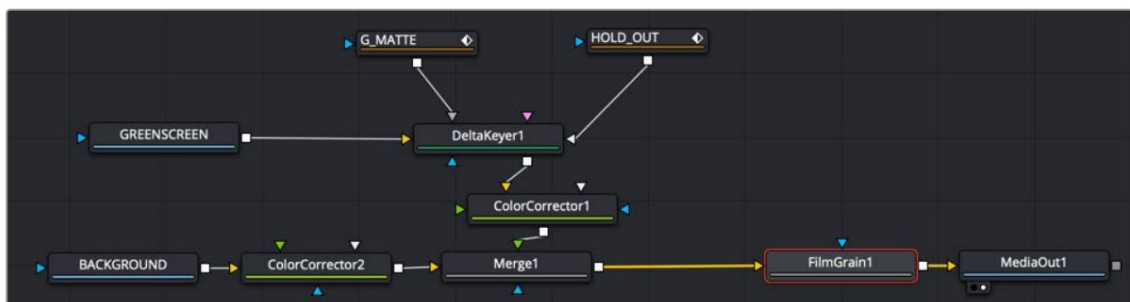 G_MATTE
HOLD_OUT
GREENSCREEN
DeltaKeyer1
ColorCorrector1
BACKGROUND
ColorCorrector2
Merge1
FilmGrain1
MediaOut1